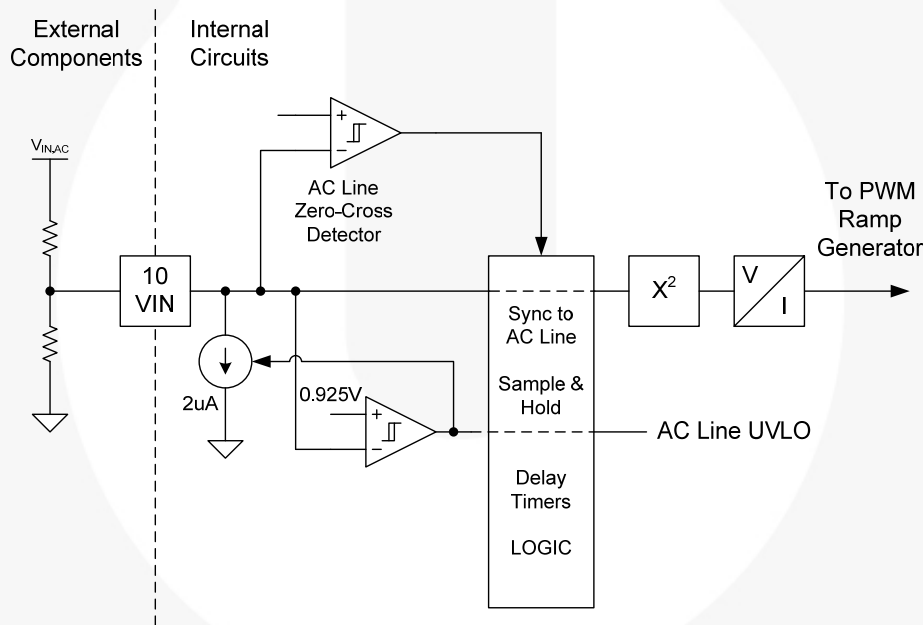 External
Components
Internal
Circuits
V_IN,AC
+
−
AC Line
Zero-Cross
Detector
To PWM
Ramp
Generator
10
VIN
X²
V
I
Sync to
AC Line
2uA
0.925V
+
−
Sample &
Hold
AC Line UVLO
Delay
Timers
LOGIC